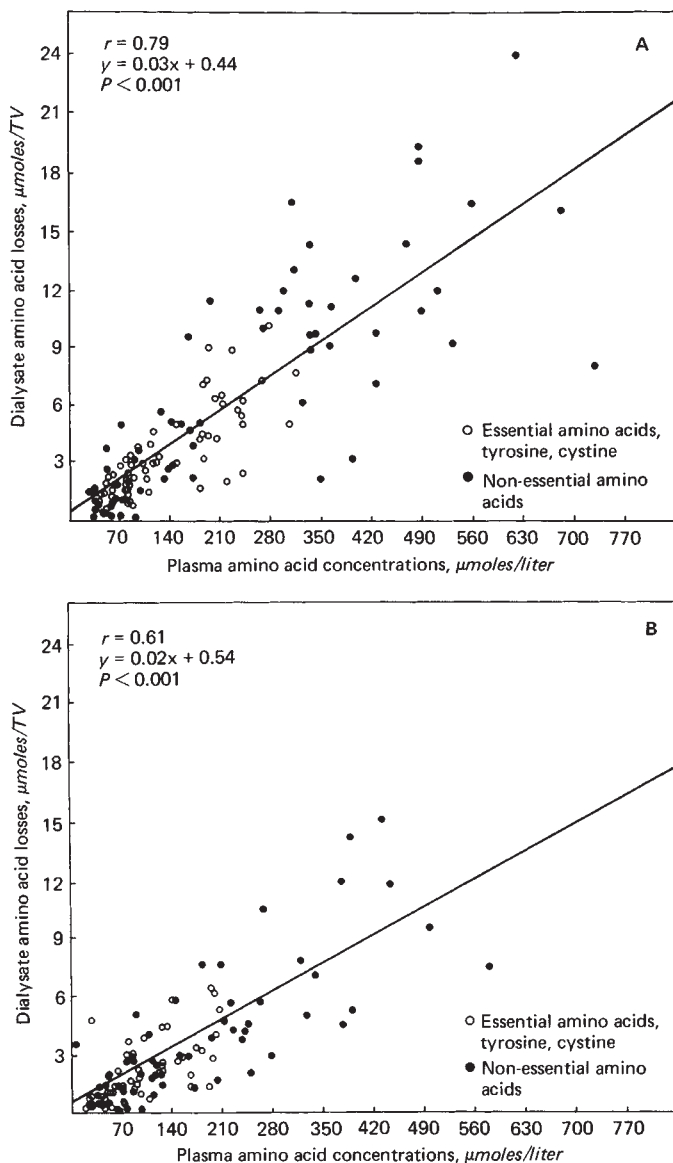 A
r = 0.79
y = 0.03x + 0.44
P < 0.001
24
21
18
15
12
9
6
3
Dialysate amino acid losses, μmoles/TV
○ Essential amino acids,
tyrosine, cystine
● Non-essential amino
acids
70 140 210 280 350 420 490 560 630 700 770
Plasma amino acid concentrations, μmoles/liter
B
r = 0.61
y = 0.02x + 0.54
P < 0.001
24
21
18
15
12
9
6
3
Dialysate amino acid losses, μmoles/TV
○ Essential amino acids,
tyrosine, cystine
● Non-essential amino
acids
70 140 210 280 350 420 490 560 630 700 770
Plasma amino acid concentrations, μmoles/liter